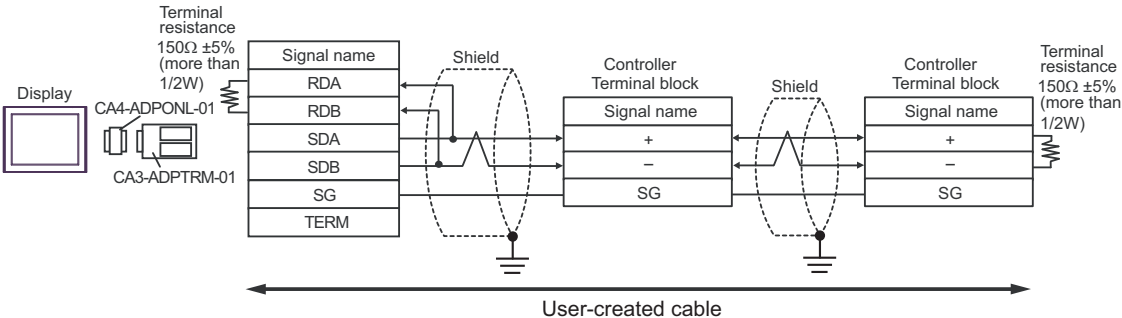 Terminal
resistance
150Ω ±5%
(more than
1/2W)
Display
CA4-ADPONL-01
CA3-ADPTRM-01
Signal name
RDA
RDB
SDA
SDB
SG
TERM
Shield
Controller
Terminal block
Signal name
+
–
SG
Shield
Controller
Terminal block
Signal name
+
–
SG
Terminal
resistance
150Ω ±5%
(more than
1/2W)
User-created cable